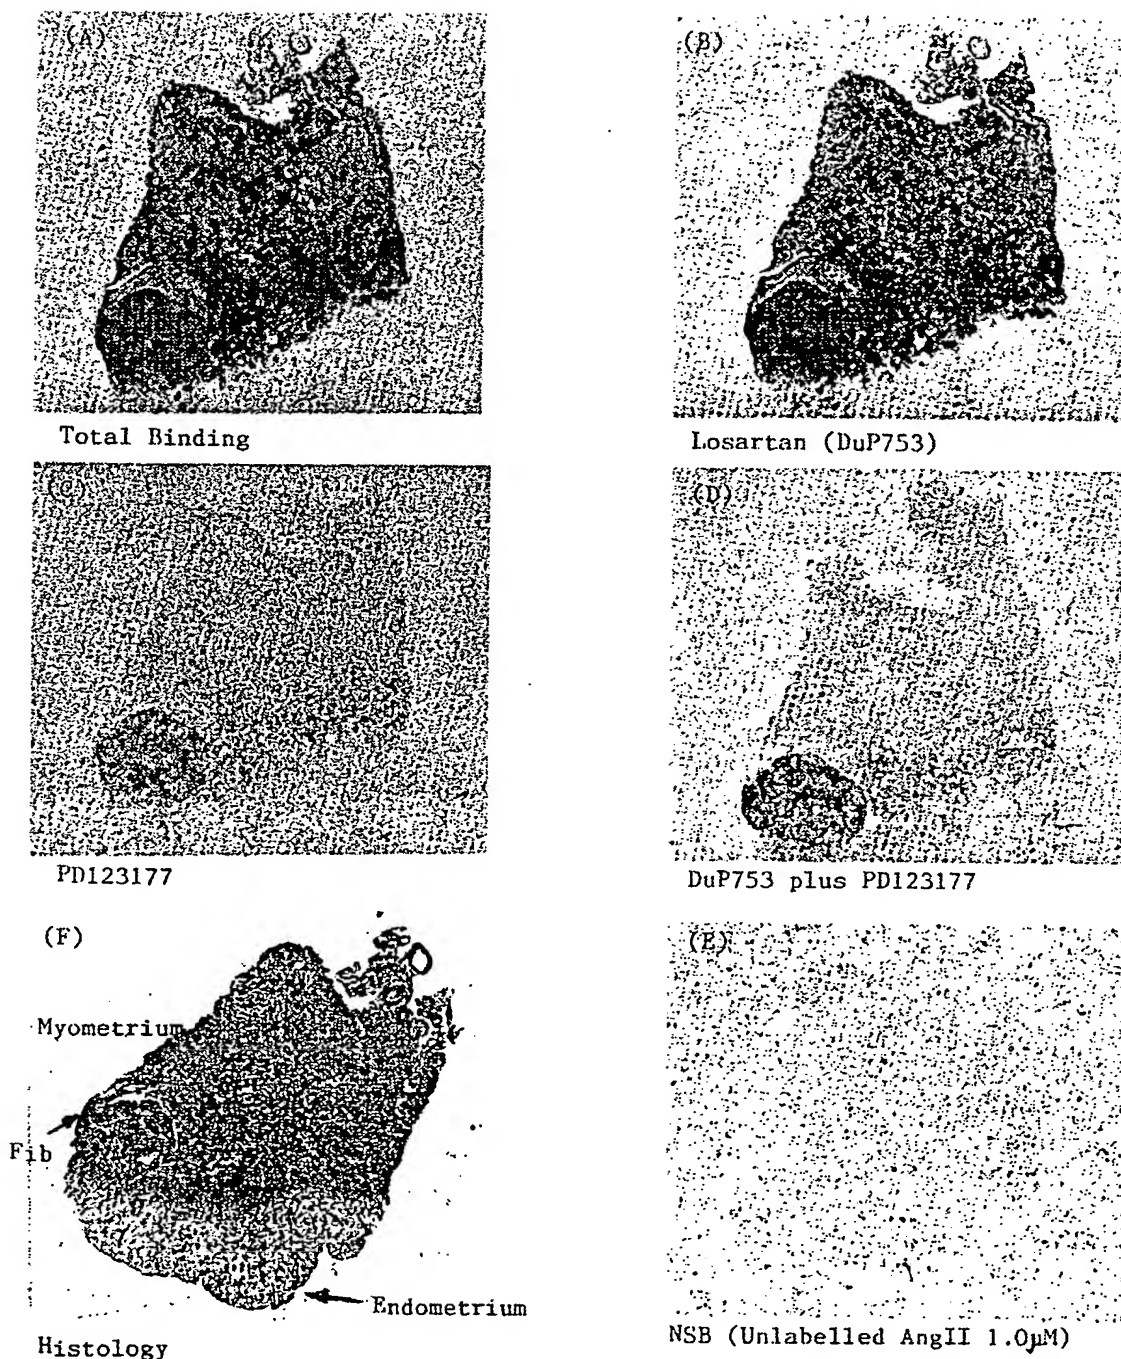 (A)
(B)
Total Binding
Losartan (DuP753)
(C)
(D)
PD123177
DuP753 plus PD123177
(F)
(E)
Myometrium
Fib
Endometrium
Histology
NSB (Unlabelled AngII 1.0μM)